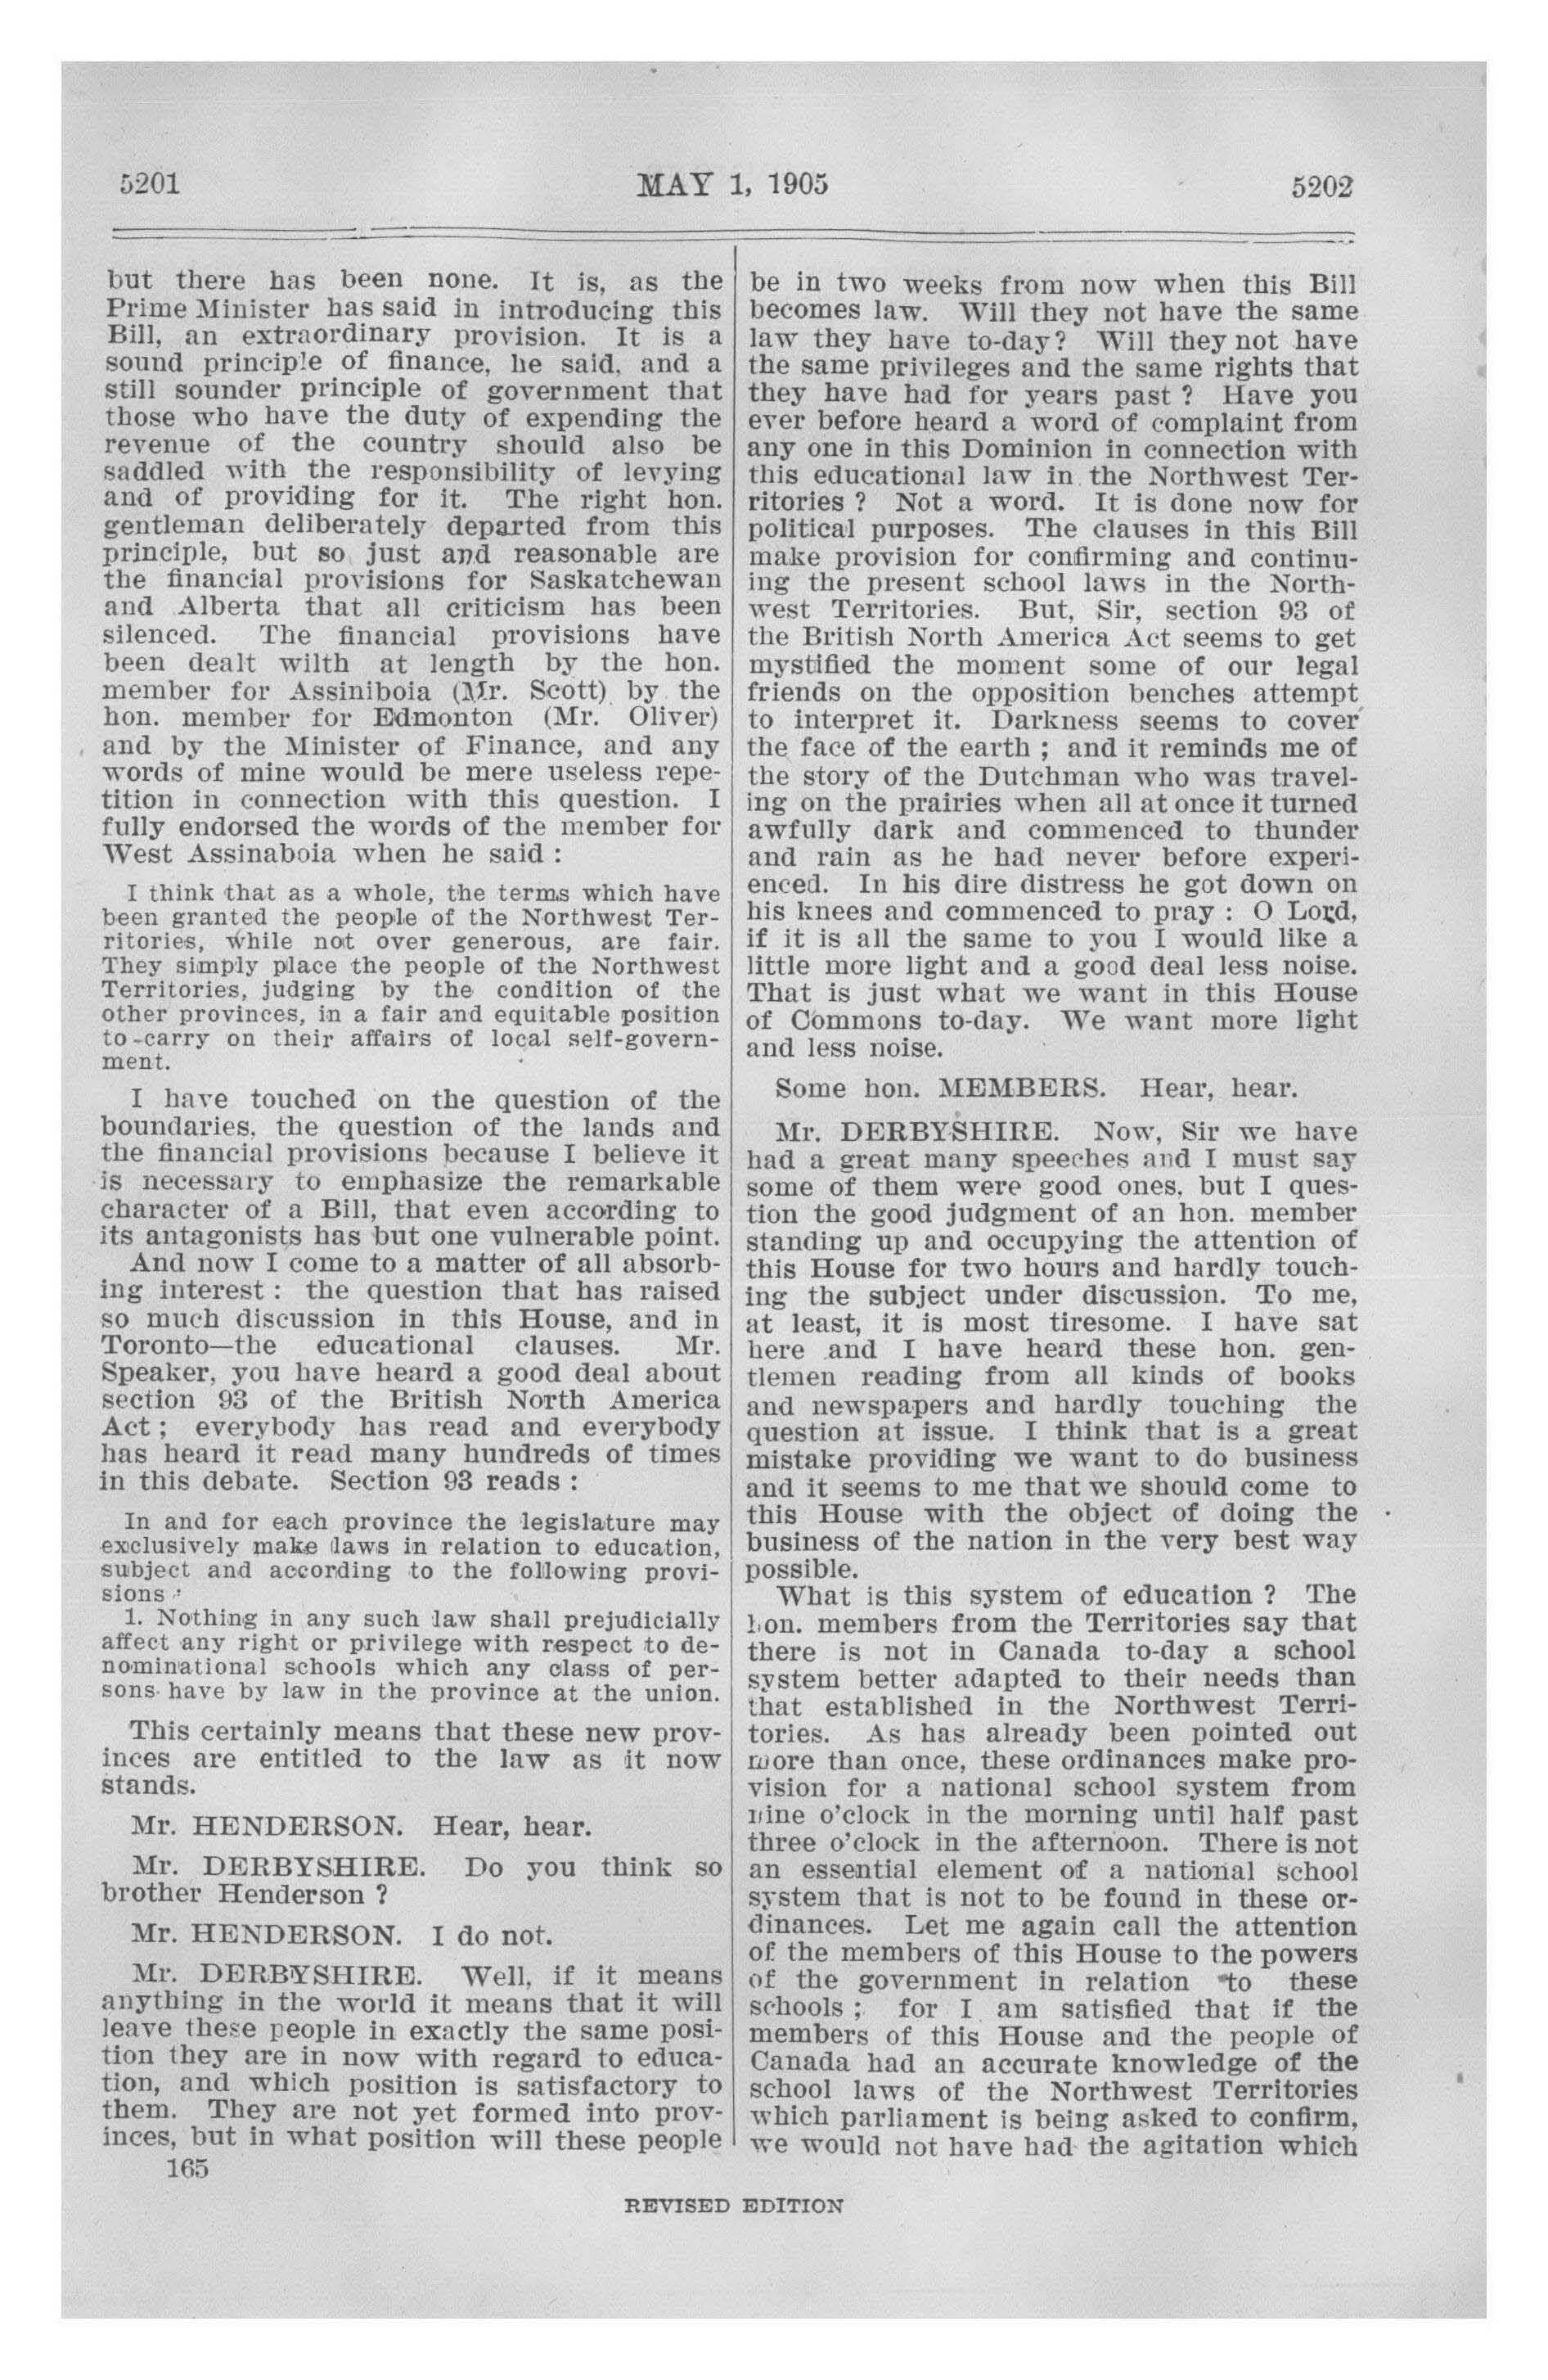 5201
MAY 1, 1905
5202
but there has been none. It is, as the
Prime Minister has said in introducing this
Bill, an extraordinary provision. It is a
sound principle of finance, he said, and a
still sounder principle of government that
those who have the duty of expending the
revenue of the country should also be
saddled with the responsibility of levying
and of providing for it. The right hon.
gentleman deliberately departed from this
principle, but so just and reasonable are
the financial provisions for Saskatchewan
and Alberta that all criticism has been
silenced. The financial provisions have
been dealt wilth at length by the hon.
member for Assiniboia (Mr. Scott) by the
hon. member for Edmonton (Mr. Oliver)
and by the Minister of Finance, and any
words of mine would be mere useless repe-
tition in connection with this question. I
fully endorsed the words of the member for
West Assinaboia when he said :
I think that as a whole, the terms which have
been granted the people of the Northwest Ter-
ritories, while not over generous, are fair.
They simply place the people of the Northwest
Territories, judging by the condition of the
other provinces, in a fair and equitable position
to carry on their affairs of local self-govern-
ment.
I have touched on the question of the
boundaries, the question of the lands and
the financial provisions because I believe it
is necessary to emphasize the remarkable
character of a Bill, that even according to
its antagonists has but one vulnerable point.
And now I come to a matter of all absorb-
ing interest : the question that has raised
so much discussion in this House, and in
Toronto—the educational clauses. Mr.
Speaker, you have heard a good deal about
section 93 of the British North America
Act ; everybody has read and everybody
has heard it read many hundreds of times
in this debate. Section 93 reads :
In and for each province the legislature may
exclusively make laws in relation to education,
subject and according to the following provi-
sions :
1. Nothing in any such law shall prejudicially
affect any right or privilege with respect to de-
nominational schools which any class of per-
sons have by law in the province at the union.
This certainly means that these new prov-
inces are entitled to the law as it now
stands.
Mr. HENDERSON. Hear, hear.
Mr. DERBYSHIRE. Do you think so
brother Henderson ?
Mr. HENDERSON. I do not.
Mr. DERBYSHIRE. Well, if it means
anything in the world it means that it will
leave these people in exactly the same posi-
tion they are in now with regard to educa-
tion, and which position is satisfactory to
them. They are not yet formed into prov-
inces, but in what position will these people
165
be in two weeks from now when this Bill
becomes law. Will they not have the same
law they have to-day? Will they not have
the same privileges and the same rights that
they have had for years past ? Have you
ever before heard a word of complaint from
any one in this Dominion in connection with
this educational law in the Northwest Ter-
ritories ? Not a word. It is done now for
political purposes. The clauses in this Bill
make provision for confirming and continu-
ing the present school laws in the North-
west Territories. But, Sir, section 93 of
the British North America Act seems to get
mystified the moment some of our legal
friends on the opposition benches attempt
to interpret it. Darkness seems to cover
the face of the earth ; and it reminds me of
the story of the Dutchman who was travel-
ing on the prairies when all at once it turned
awfully dark and commenced to thunder
and rain as he had never before experi-
enced. In his dire distress he got down on
his knees and commenced to pray : O Lord,
if it is all the same to you I would like a
little more light and a good deal less noise.
That is just what we want in this House
of Commons to-day. We want more light
and less noise.
Some hon. MEMBERS. Hear, hear.
Mr. DERBYSHIRE. Now, Sir we have
had a great many speeches and I must say
some of them were good ones, but I ques-
tion the good judgment of an hon. member
standing up and occupying the attention of
this House for two hours and hardly touch-
ing the subject under discussion. To me,
at least, it is most tiresome. I have sat
here and I have heard these hon. gen-
tlemen reading from all kinds of books
and newspapers and hardly touching the
question at issue. I think that is a great
mistake providing we want to do business
and it seems to me that we should come to
this House with the object of doing the
business of the nation in the very best way
possible.
What is this system of education ? The
hon. members from the Territories say that
there is not in Canada to-day a school
system better adapted to their needs than
that established in the Northwest Terri-
tories. As has already been pointed out
more than once, these ordinances make pro-
vision for a national school system from
nine o'clock in the morning until half past
three o'clock in the afternoon. There is not
an essential element of a national school
system that is not to be found in these or-
dinances. Let me again call the attention
of the members of this House to the powers
of the government in relation to these
schools ; for I am satisfied that if the
members of this House and the people of
Canada had an accurate knowledge of the
school laws of the Northwest Territories
which parliament is being asked to confirm,
we would not have had the agitation which
REVISED EDITION